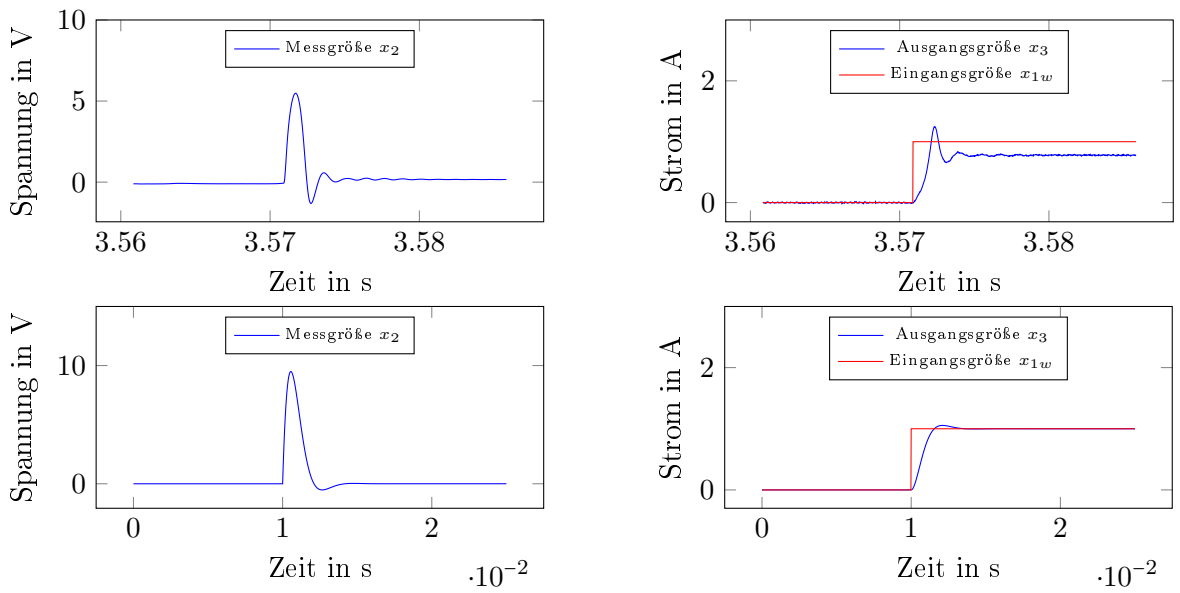 Spannung in V
10
5
0
Messgröße x₂
3.56 3.57 3.58
Zeit in s
Strom in A
2
0
Ausgangsgröße x₃
Eingangsgröße x₁w
3.56 3.57 3.58
Zeit in s
Spannung in V
10
0
Messgröße x₂
0 1 2
Zeit in s
·10⁻²
Strom in A
2
0
Ausgangsgröße x₃
Eingangsgröße x₁w
0 1 2
Zeit in s
·10⁻²